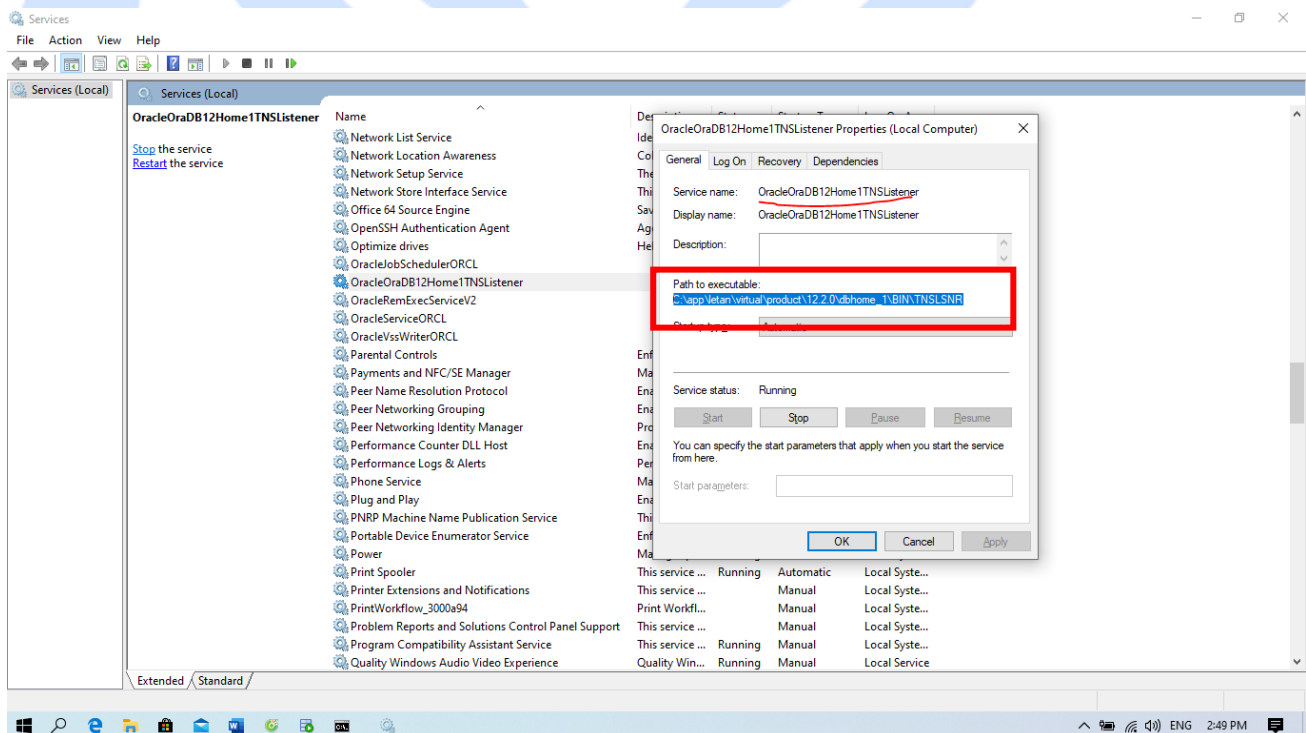 Services
File Action View Help
Services (Local)
Services (Local)
OracleOraDB12Home1TNSListener
Stop the service
Restart the service
Name
Network List Service
Network Location Awareness
Network Setup Service
Network Store Interface Service
Office 64 Source Engine
OpenSSH Authentication Agent
Optimize drives
OracleJobSchedulerORCL
OracleOraDB12Home1TNSListener
OracleRemExecServiceV2
OracleServiceORCL
OracleVssWriterORCL
Parental Controls
Payments and NFC/SE Manager
Peer Name Resolution Protocol
Peer Networking Grouping
Peer Networking Identity Manager
Performance Counter DLL Host
Performance Logs & Alerts
Phone Service
Plug and Play
PNRP Machine Name Publication Service
Portable Device Enumerator Service
Power
Print Spooler This service ... Running Automatic Local Syste...
Printer Extensions and Notifications This service ... Manual Local Syste...
PrintWorkflow_3000a94 Print Workfl... Manual Local Syste...
Problem Reports and Solutions Control Panel Support This service ... Manual Local Syste...
Program Compatibility Assistant Service This service ... Running Manual Local Syste...
Quality Windows Audio Video Experience Quality Win... Running Manual Local Service
OracleOraDB12Home1TNSListener Properties (Local Computer)
General Log On Recovery Dependencies
Service name: OracleOraDB12Home1TNSListener
Display name: OracleOraDB12Home1TNSListener
Description:
Path to executable:
C:\app\letan\virtual\product\12.2.0\dbhome_1\BIN\TNSLSNR
Startup type: Automatic
Service status: Running
Start Stop Pause Resume
You can specify the start parameters that apply when you start the service
from here.
Start parameters:
OK Cancel Apply
Extended Standard
ENG 2:49 PM